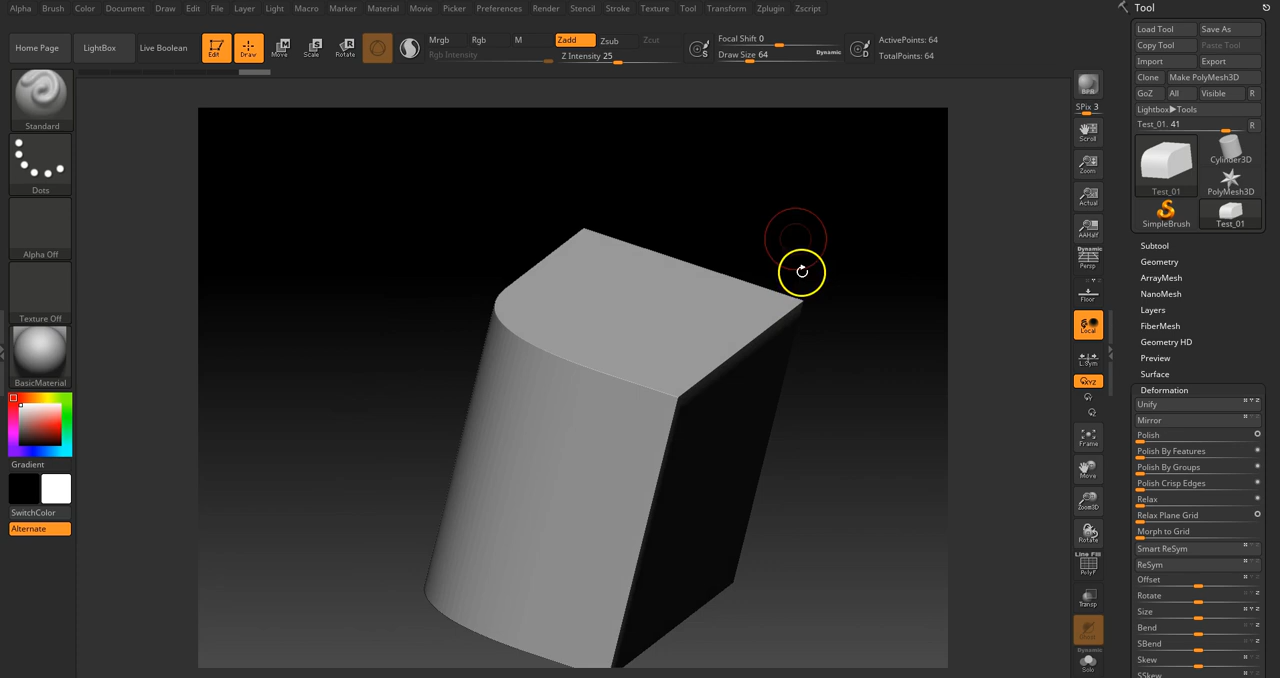 Alpha Brush Color Document Draw Edit File Layer Light Macro Marker Material Movie Picker Preferences Render Stencil Stroke Texture Tool Transform Zplugin Zscript
Home Page
LightBox
Live Boolean
Edit
Draw
Move
Scale
Rotate
Mrgb
Rgb
M
Rgb Intensity
Zadd
Zsub
Zcut
Z Intensity 25
S
Focal Shift 0
Draw Size 64
Dynamic
D
ActivePoints: 64
TotalPoints: 64
Standard
Dots
Alpha Off
Texture Off
BasicMaterial
Gradient
SwitchColor
Alternate
BPR
SPix 3
Scroll
Zoom
Actual
AAHalf
Dynamic
Persp
Floor
Local
L.Sym
XYZ
Frame
Move
Zoom3D
Rotate
Line Fill
PolyF
Transp
Dynamic
Solo
Tool
Load Tool Save As
Copy Tool Paste Tool
Import Export
Clone Make PolyMesh3D
GoZ All Visible R
Lightbox▶Tools
Test_01. 41 R
Test_01
Cylinder3D
PolyMesh3D
SimpleBrush
Test_01
Subtool
Geometry
ArrayMesh
NanoMesh
Layers
FiberMesh
Geometry HD
Preview
Surface
Deformation
Unify
Mirror
Polish
Polish By Features
Polish By Groups
Polish Crisp Edges
Relax
Relax Plane Grid
Morph to Grid
Smart ReSym
ReSym
Offset
Rotate
Size
Bend
SBend
Skew
SSkew